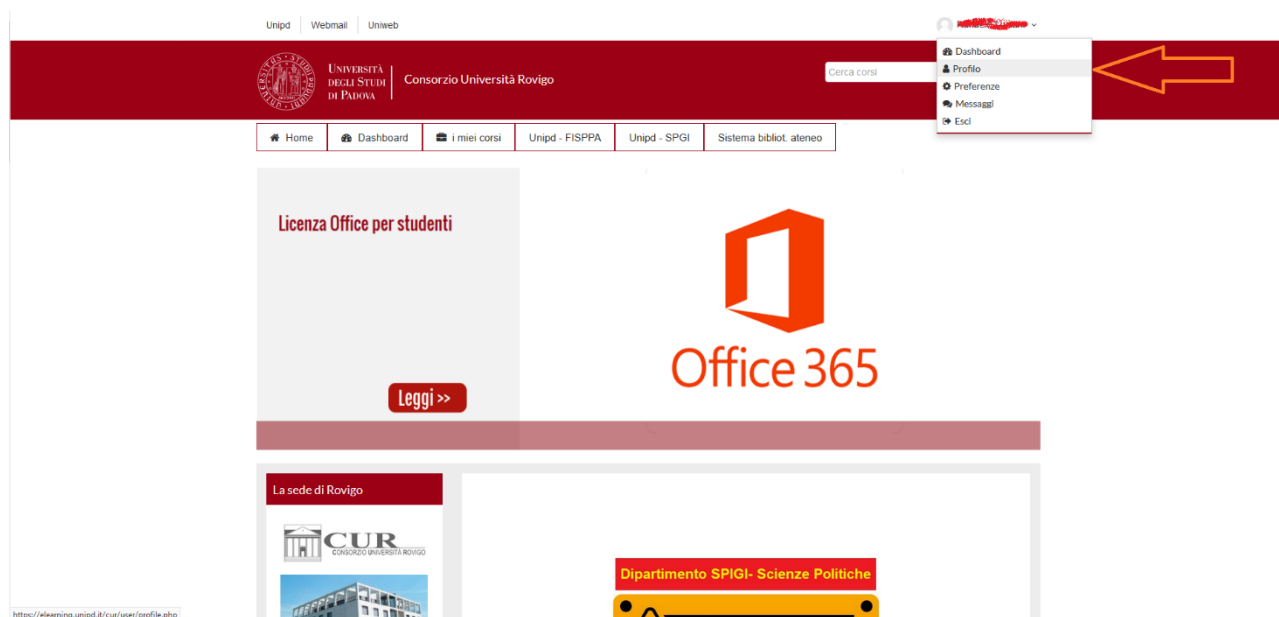 Unipd Webmail Uniweb
Dashboard
Profilo
Preferenze
Messaggi
Esci
UNIVERSITÀ
DEGLI STUDI
DI PADOVA
Consorzio Università Rovigo
Cerca corsi
Home Dashboard i miei corsi Unipd - FISPPA Unipd - SPGI Sistema bibliot. ateneo
Licenza Office per studenti
Leggi >>
Office 365
La sede di Rovigo
CUR
CONSORZIO UNIVERSITÀ ROVIGO
Dipartimento SPIGI- Scienze Politiche
https://elearning.unipd.it/cur/user/profile.php